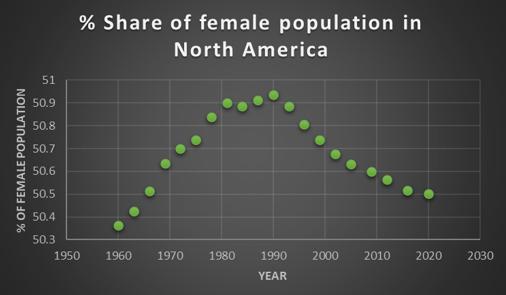 % Share of female population in
North America
% OF FEMALE POPULATION
51
50.9
50.8
50.7
50.6
50.5
50.4
50.3
1950 1960 1970 1980 1990 2000 2010 2020 2030
YEAR